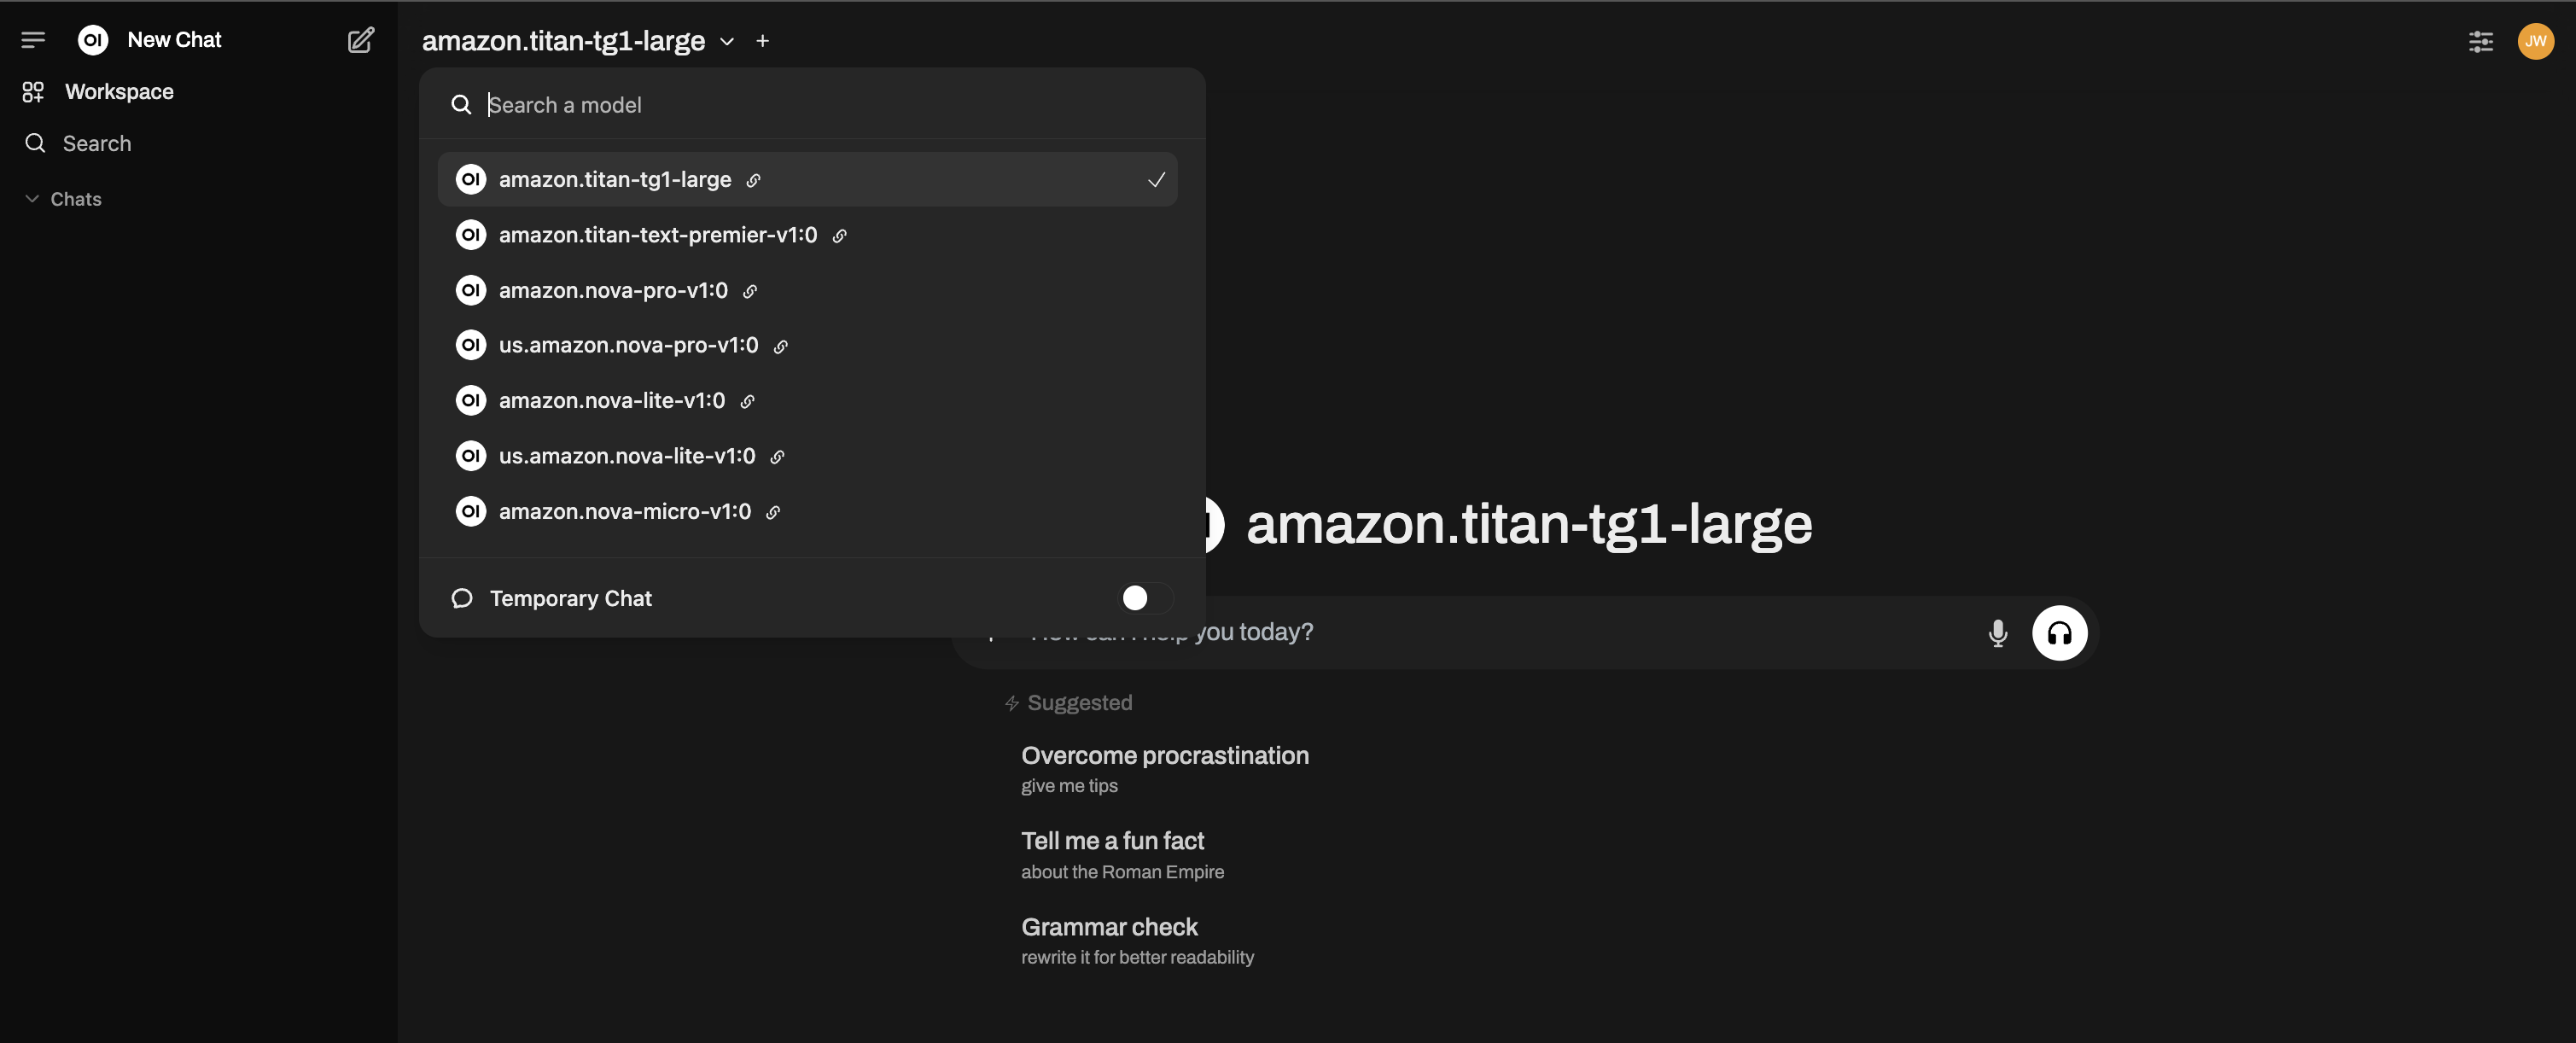 OI New Chat
Workspace
Search
Chats
amazon.titan-tg1-large
JW
Search a model
OI amazon.titan-tg1-large
OI amazon.titan-text-premier-v1:0
OI amazon.nova-pro-v1:0
OI us.amazon.nova-pro-v1:0
OI amazon.nova-lite-v1:0
OI us.amazon.nova-lite-v1:0
OI amazon.nova-micro-v1:0
Temporary Chat
amazon.titan-tg1-large
How can I help you today?
Suggested
Overcome procrastination
give me tips
Tell me a fun fact
about the Roman Empire
Grammar check
rewrite it for better readability